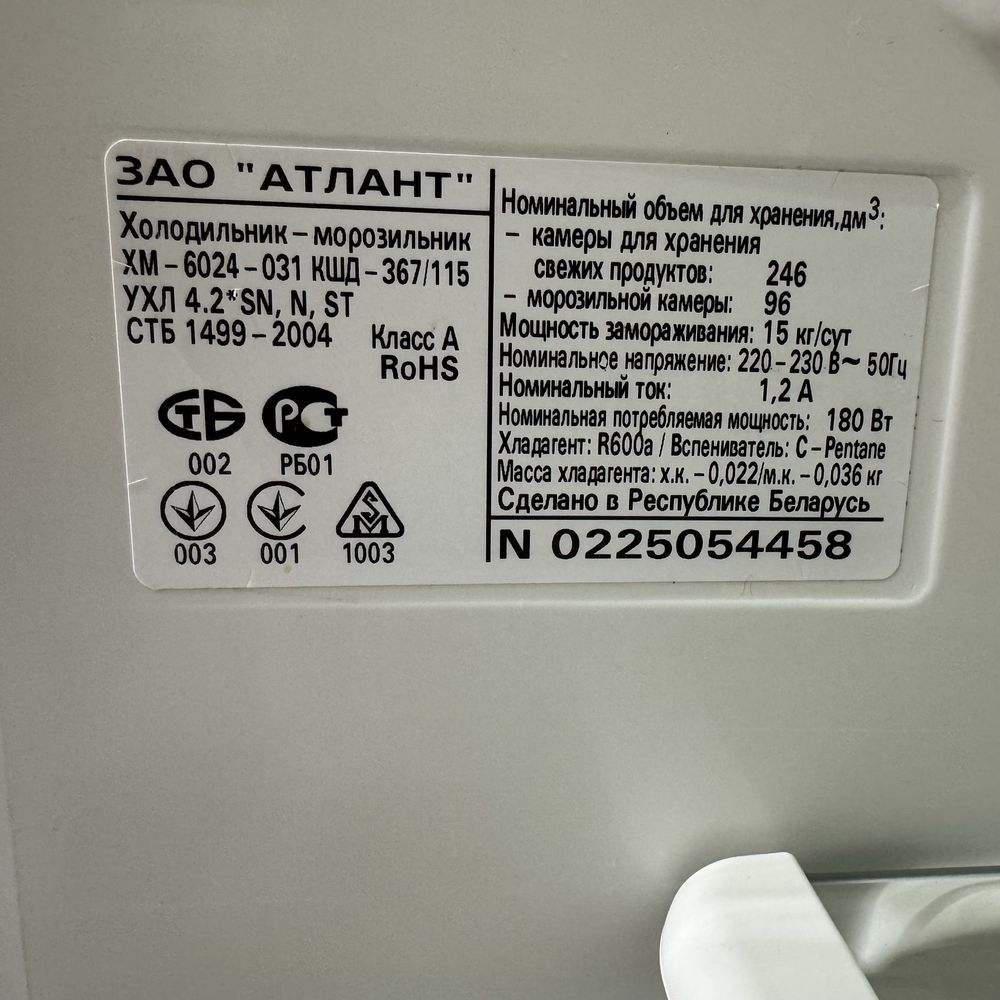 ЗАО "АТЛАНТ"
Холодильник – морозильник
ХМ – 6024 – 031 КШД – 367/115
УХЛ 4.2* SN, N, ST
СТБ 1499 – 2004 Класс А
RoHS
СТБ РСТ
002 РБ01
SM
003 001 1003
Номинальный объем для хранения, дм³:
– камеры для хранения
свежих продуктов: 246
– морозильной камеры: 96
Мощность замораживания: 15 кг/сут
Номинальное напряжение: 220 – 230 В ~ 50Гц
Номинальный ток: 1,2 А
Номинальная потребляемая мощность: 180 Вт
Хладагент: R600a / Вспениватель: C – Pentane
Масса хладагента: х.к. – 0,022/м.к. – 0,036 кг
Сделано в Республике Беларусь
N 0225054458